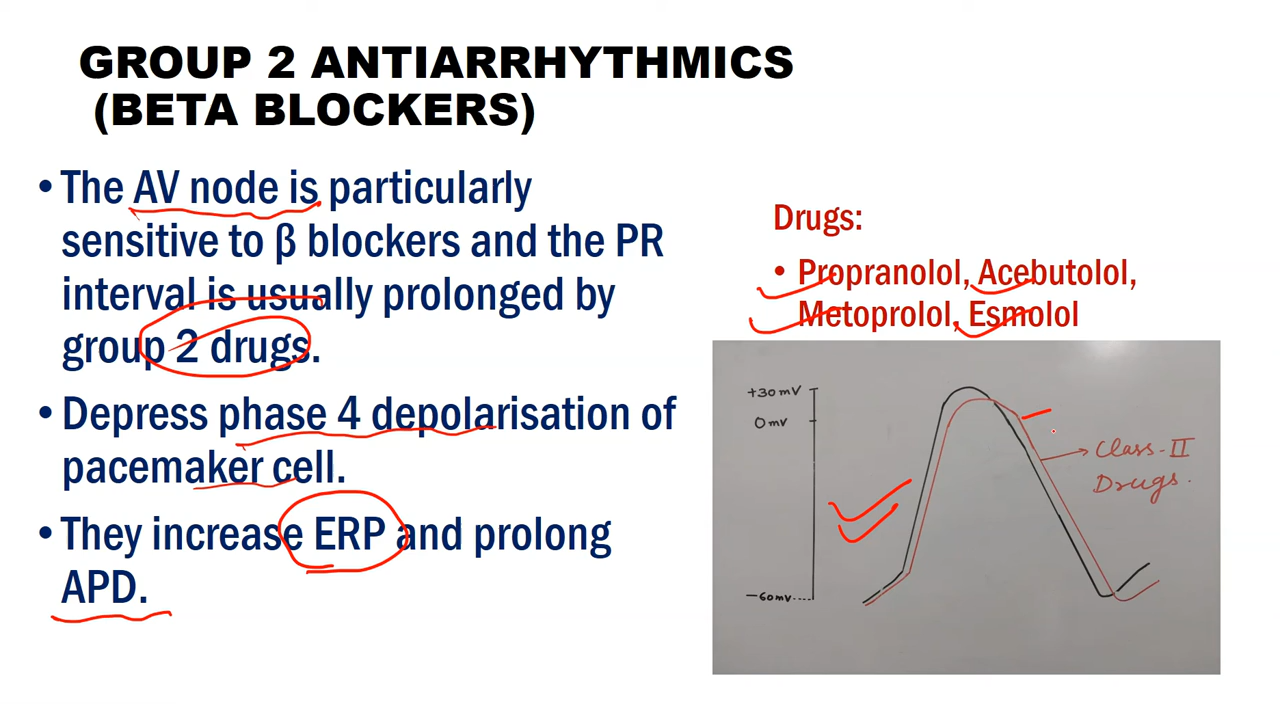 GROUP 2 ANTIARRHYTHMICS
(BETA BLOCKERS)
• The AV node is particularly
sensitive to β blockers and the PR
interval is usually prolonged by
group 2 drugs.
• Depress phase 4 depolarisation of
pacemaker cell.
• They increase ERP and prolong
APD.
Drugs:
• Propranolol, Acebutolol,
Metoprolol, Esmolol
+30mV
0mV
-60mv
Class-II
Drugs.